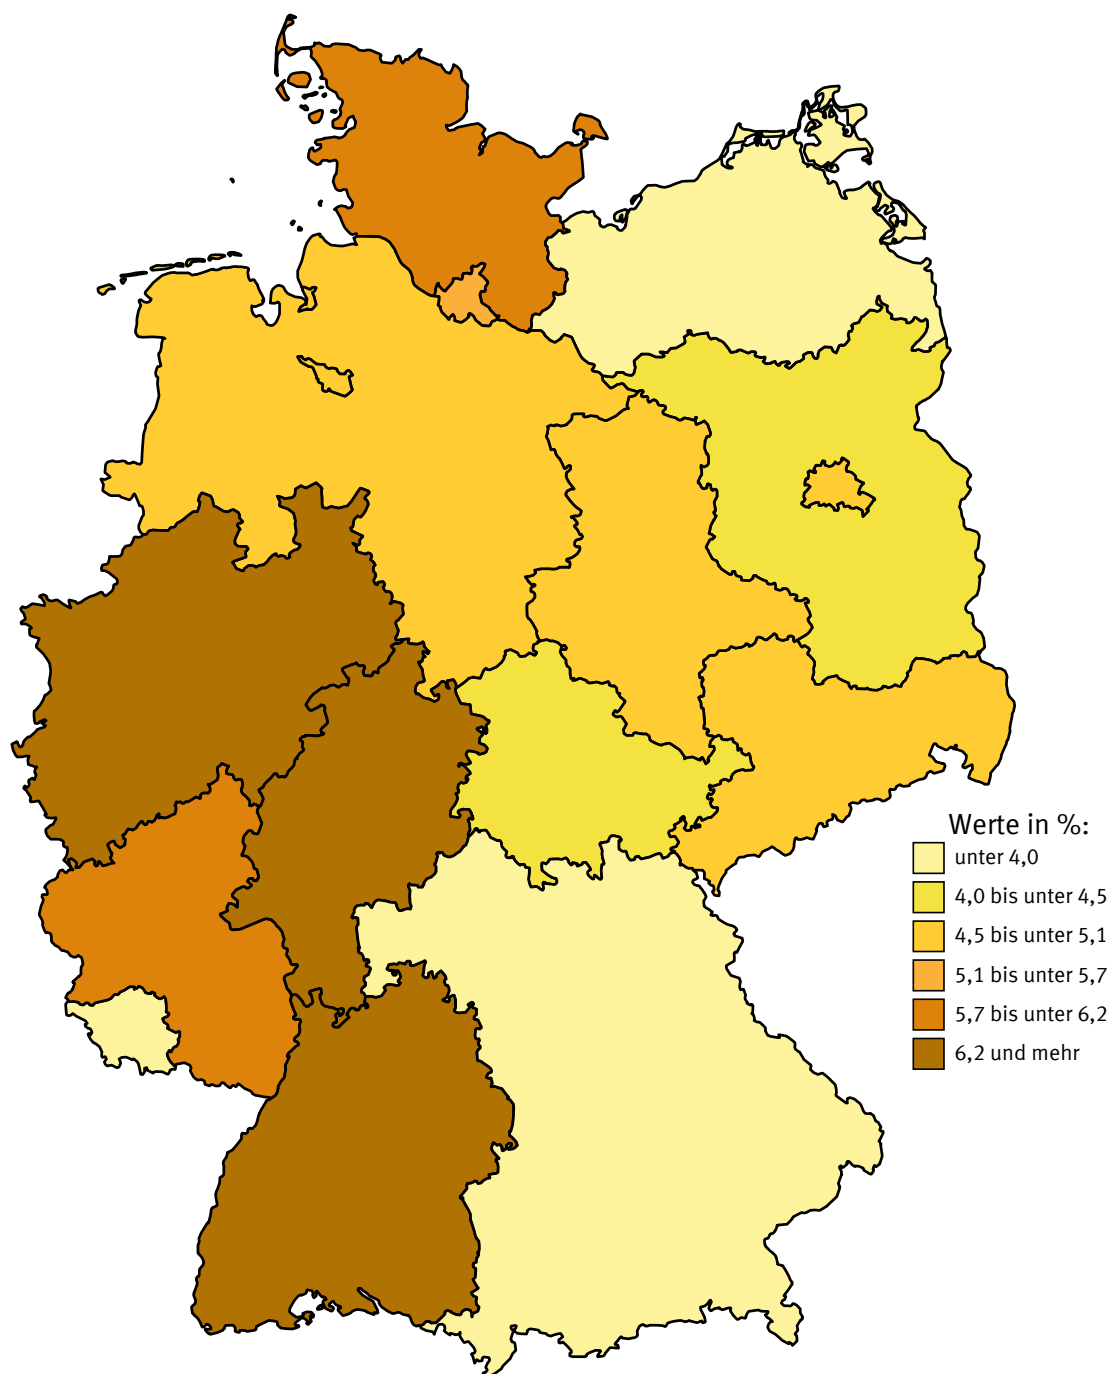 Werte in %:
unter 4,0
4,0 bis unter 4,5
4,5 bis unter 5,1
5,1 bis unter 5,7
5,7 bis unter 6,2
6,2 und mehr